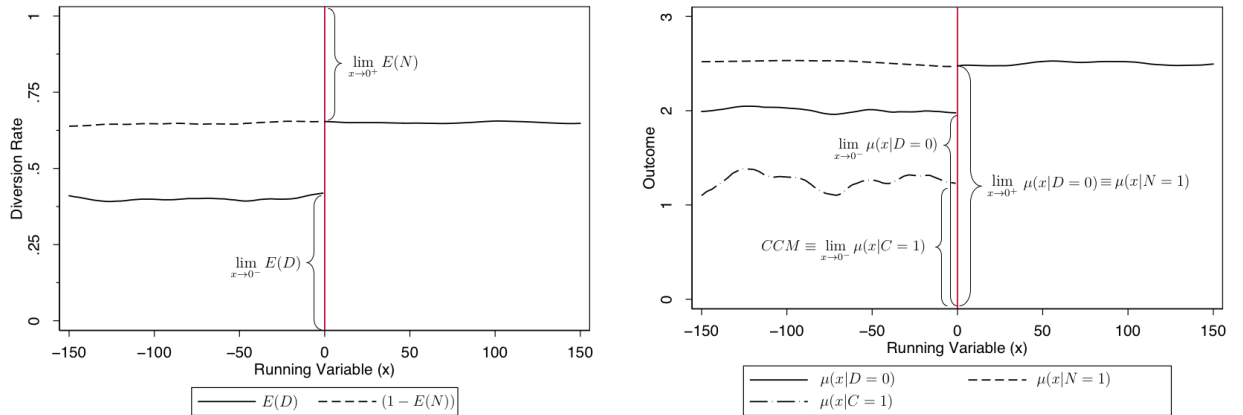 1
.75
.5
.25
0
Diversion Rate
lim x→0⁺ E(N)
lim x→0⁻ E(D)
−150 −100 −50 0 50 100 150
Running Variable (x)
E(D) (1 − E(N))
3
2
1
0
Outcome
lim x→0⁻ μ(x|D = 0)
lim x→0⁺ μ(x|D = 0) ≡ μ(x|N = 1)
CCM ≡ lim x→0⁻ μ(x|C = 1)
−150 −100 −50 0 50 100 150
Running Variable (x)
μ(x|D = 0) μ(x|N = 1)
μ(x|C = 1)